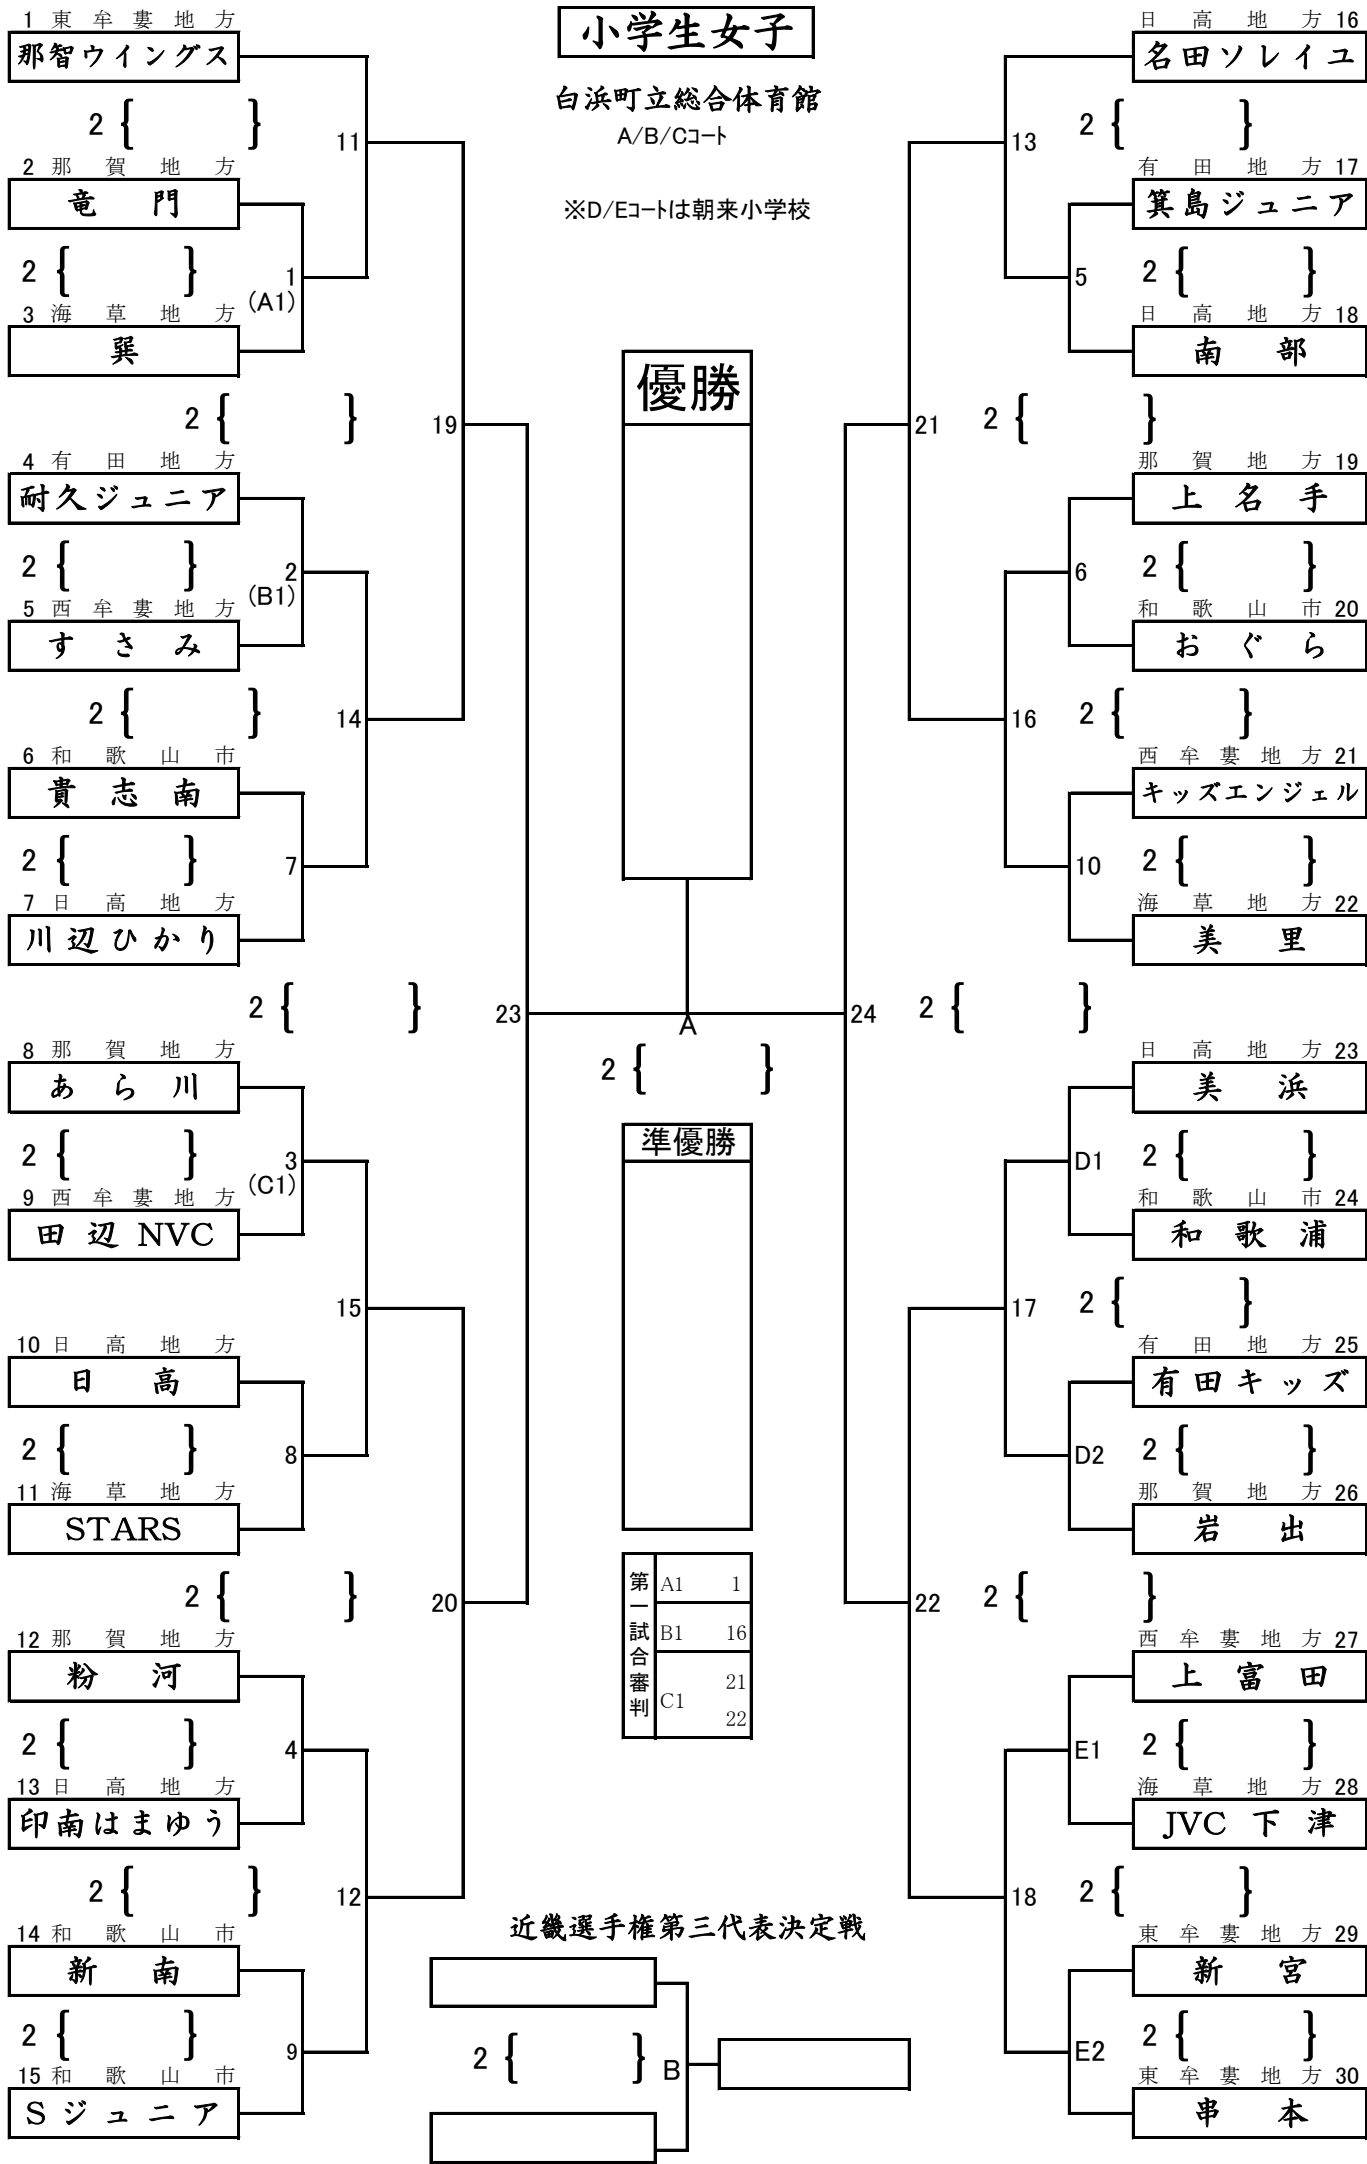 小学生女子
白浜町立総合体育館
A/B/Cコート
※D/Eコートは朝来小学校
1 東牟婁地方
那智ウイングス
2 { }
11
2 那賀地方
竜門
2 { }
1
(A1)
3 海草地方
巽
2 { }
19
4 有田地方
耐久ジュニア
2 { }
2
(B1)
5 西牟婁地方
すさみ
2 { }
14
6 和歌山市
貴志南
2 { }
7
7 日高地方
川辺ひかり
2 { }
23
8 那賀地方
あら川
2 { }
3
(C1)
9 西牟婁地方
田辺NVC
15
10 日高地方
日高
2 { }
8
11 海草地方
STARS
2 { }
20
12 那賀地方
粉河
2 { }
4
13 日高地方
印南はまゆう
2 { }
12
14 和歌山市
新南
2 { }
9
15 和歌山市
Sジュニア
優勝
A
2 { }
準優勝
第一試合審判
A1 1
B1 16
C1 21
22
近畿選手権第三代表決定戦
2 { } B
日高地方 16
名田ソレイユ
13
2 { }
有田地方 17
箕島ジュニア
5
2 { }
日高地方 18
南部
21
2 { }
那賀地方 19
上名手
6
2 { }
和歌山市 20
おぐら
16
2 { }
西牟婁地方 21
キッズエンジェル
10
2 { }
海草地方 22
美里
24
2 { }
日高地方 23
美浜
D1
2 { }
和歌山市 24
和歌浦
17
2 { }
有田地方 25
有田キッズ
D2
2 { }
那賀地方 26
岩出
22
2 { }
西牟婁地方 27
上富田
E1
2 { }
海草地方 28
JVC下津
18
2 { }
東牟婁地方 29
新宮
E2
2 { }
東牟婁地方 30
串本